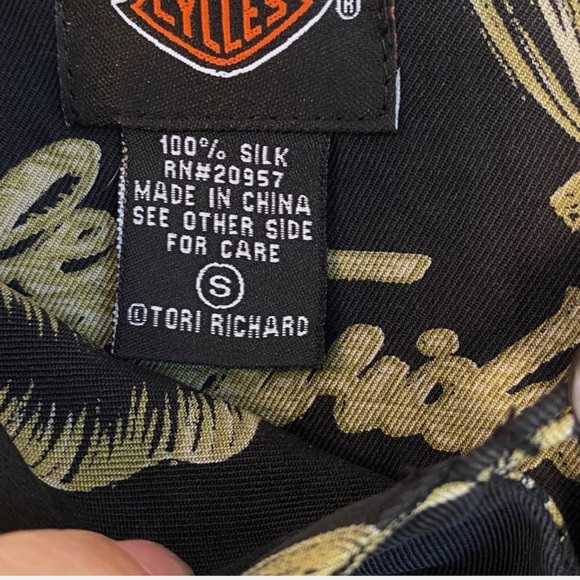 CYCLES
®
100% SILK
RN#20957
MADE IN CHINA
SEE OTHER SIDE
FOR CARE
S
©TORI RICHARD